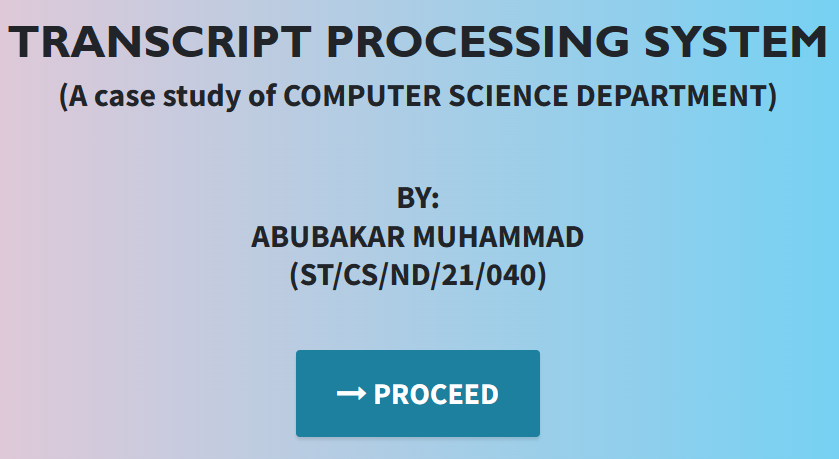 TRANSCRIPT PROCESSING SYSTEM
(A case study of COMPUTER SCIENCE DEPARTMENT)
BY:
ABUBAKAR MUHAMMAD
(ST/CS/ND/21/040)
→ PROCEED